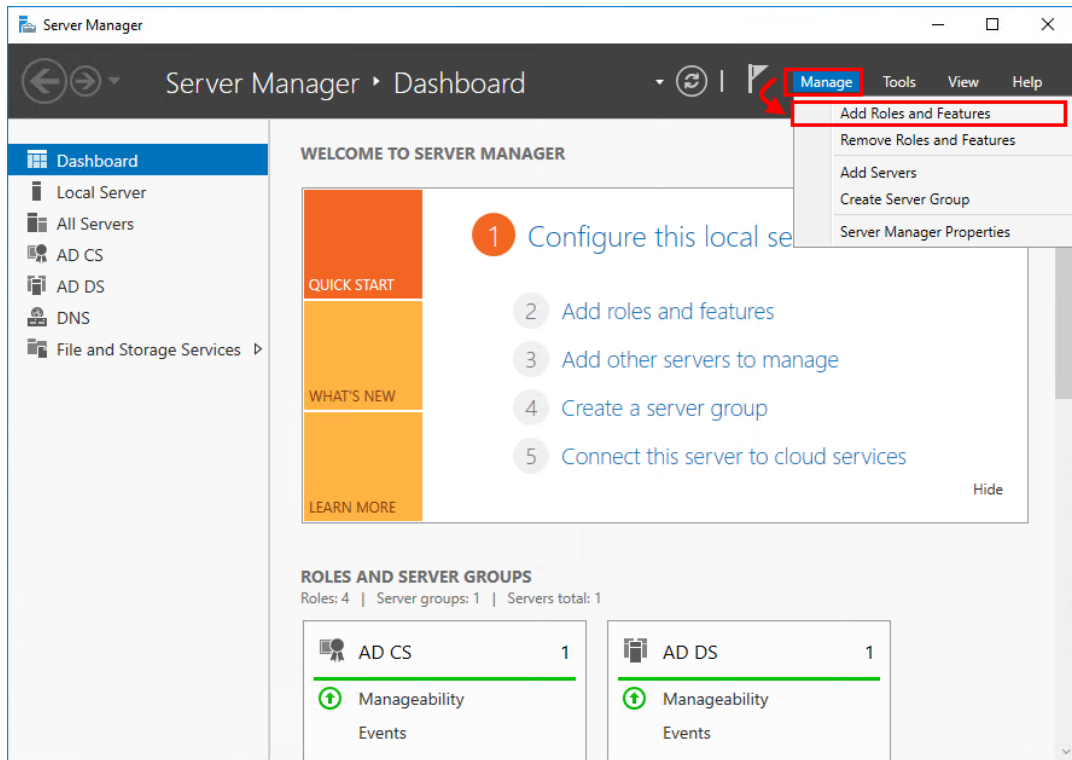 Server Manager
Server Manager ‣ Dashboard
Manage Tools View Help
Add Roles and Features
Remove Roles and Features
Add Servers
Create Server Group
Server Manager Properties
Dashboard
Local Server
All Servers
AD CS
AD DS
DNS
File and Storage Services
WELCOME TO SERVER MANAGER
QUICK START
WHAT'S NEW
LEARN MORE
1 Configure this local se
2 Add roles and features
3 Add other servers to manage
4 Create a server group
5 Connect this server to cloud services
Hide
ROLES AND SERVER GROUPS
Roles: 4 | Server groups: 1 | Servers total: 1
AD CS 1
Manageability
Events
AD DS 1
Manageability
Events